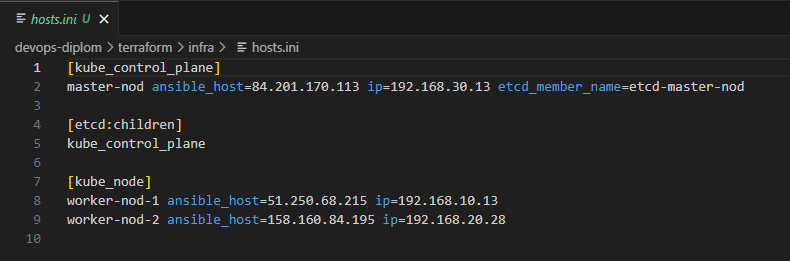 hosts.ini U ×
devops-diplom > terraform > infra > hosts.ini
1 [kube_control_plane]
2 master-nod ansible_host=84.201.170.113 ip=192.168.30.13 etcd_member_name=etcd-master-nod
3
4 [etcd:children]
5 kube_control_plane
6
7 [kube_node]
8 worker-nod-1 ansible_host=51.250.68.215 ip=192.168.10.13
9 worker-nod-2 ansible_host=158.160.84.195 ip=192.168.20.28
10